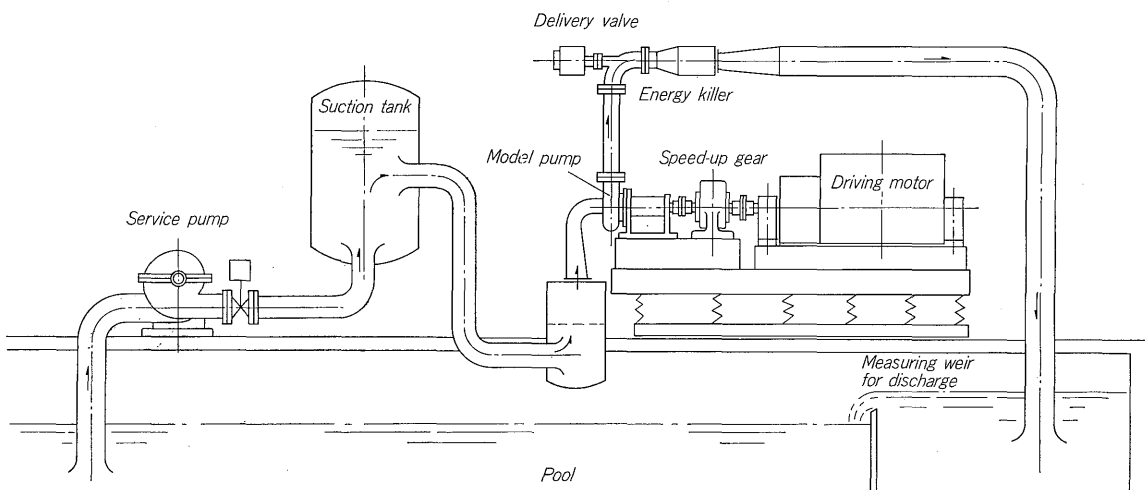 Delivery valve
Suction tank
Energy killer
Model pump
Speed-up gear
Driving motor
Service pump
Measuring weir
for discharge
Pool